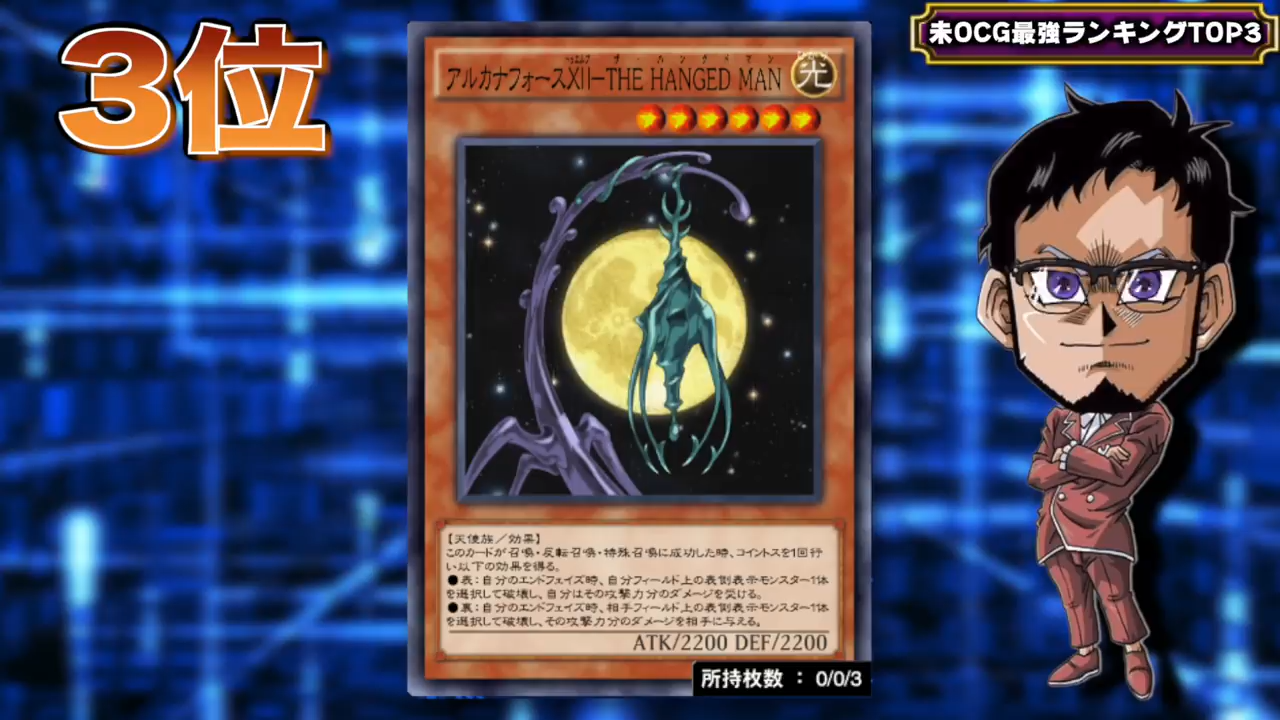 3位
未OCG最強ランキングTOP3
アルカナフォースXII－THE HANGED MAN
光
【天使族／効果】
このカードが召喚・反転召喚・特殊召喚に成功した時、コイントスを1回行
い以下の効果を得る。
●表：自分のエンドフェイズ時、自分フィールド上の表側表示モンスター1体
を選択して破壊し、自分はその攻撃力分のダメージを受ける。
●裏：自分のエンドフェイズ時、相手フィールド上の表側表示モンスター1体
を選択して破壊し、その攻撃力分のダメージを相手に与える。
ATK/2200 DEF/2200
所持枚数 ： 0/0/3